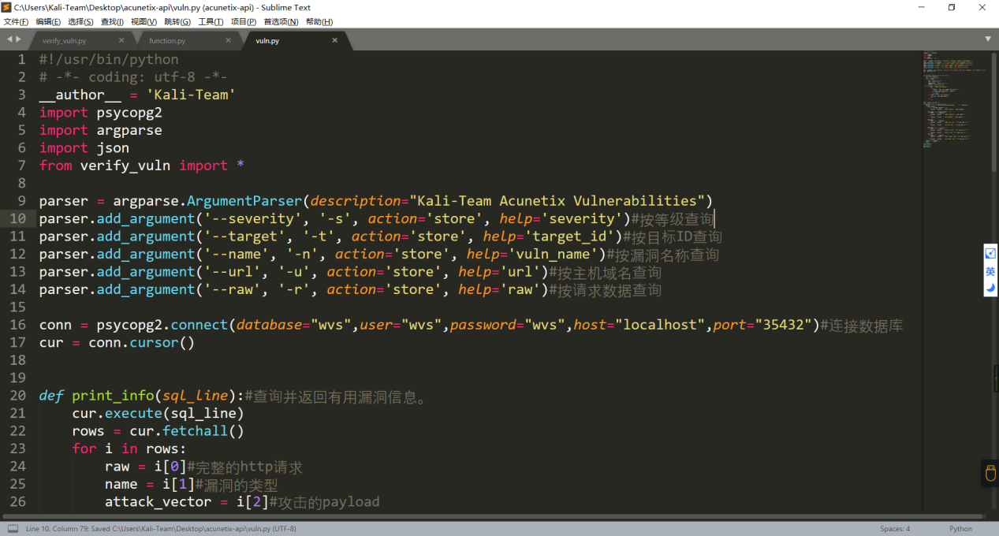 C:\Users\Kali-Team\Desktop\acunetix-api\vuln.py (acunetix-api) - Sublime Text
文件(F) 编辑(E) 选择(S) 查找(I) 视图(V) 跳转(G) 工具(T) 项目(P) 首选项(N) 帮助(H)
verify_vuln.py × function.py × vuln.py ×
1 #!/usr/bin/python
2 # -*- coding: utf-8 -*-
3 __author__ = 'Kali-Team'
4 import psycopg2
5 import argparse
6 import json
7 from verify_vuln import *
8
9 parser = argparse.ArgumentParser(description="Kali-Team Acunetix Vulnerabilities")
10 parser.add_argument('--severity', '-s', action='store', help='severity')#按等级查询
11 parser.add_argument('--target', '-t', action='store', help='target_id')#按目标ID查询
12 parser.add_argument('--name', '-n', action='store', help='vuln_name')#按漏洞名称查询
13 parser.add_argument('--url', '-u', action='store', help='url')#按主机域名查询
14 parser.add_argument('--raw', '-r', action='store', help='raw')#按请求数据查询
15
16 conn = psycopg2.connect(database="wvs",user="wvs",password="wvs",host="localhost",port="35432")#连接数据库
17 cur = conn.cursor()
18
19
20 def print_info(sql_line):#查询并返回有用漏洞信息。
21 cur.execute(sql_line)
22 rows = cur.fetchall()
23 for i in rows:
24 raw = i[0]#完整的http请求
25 name = i[1]#漏洞的类型
26 attack_vector = i[2]#攻击的payload
英
Line 10, Column 79; Saved C:\Users\Kali-Team\Desktop\acunetix-api\vuln.py (UTF-8) Spaces: 4 Python